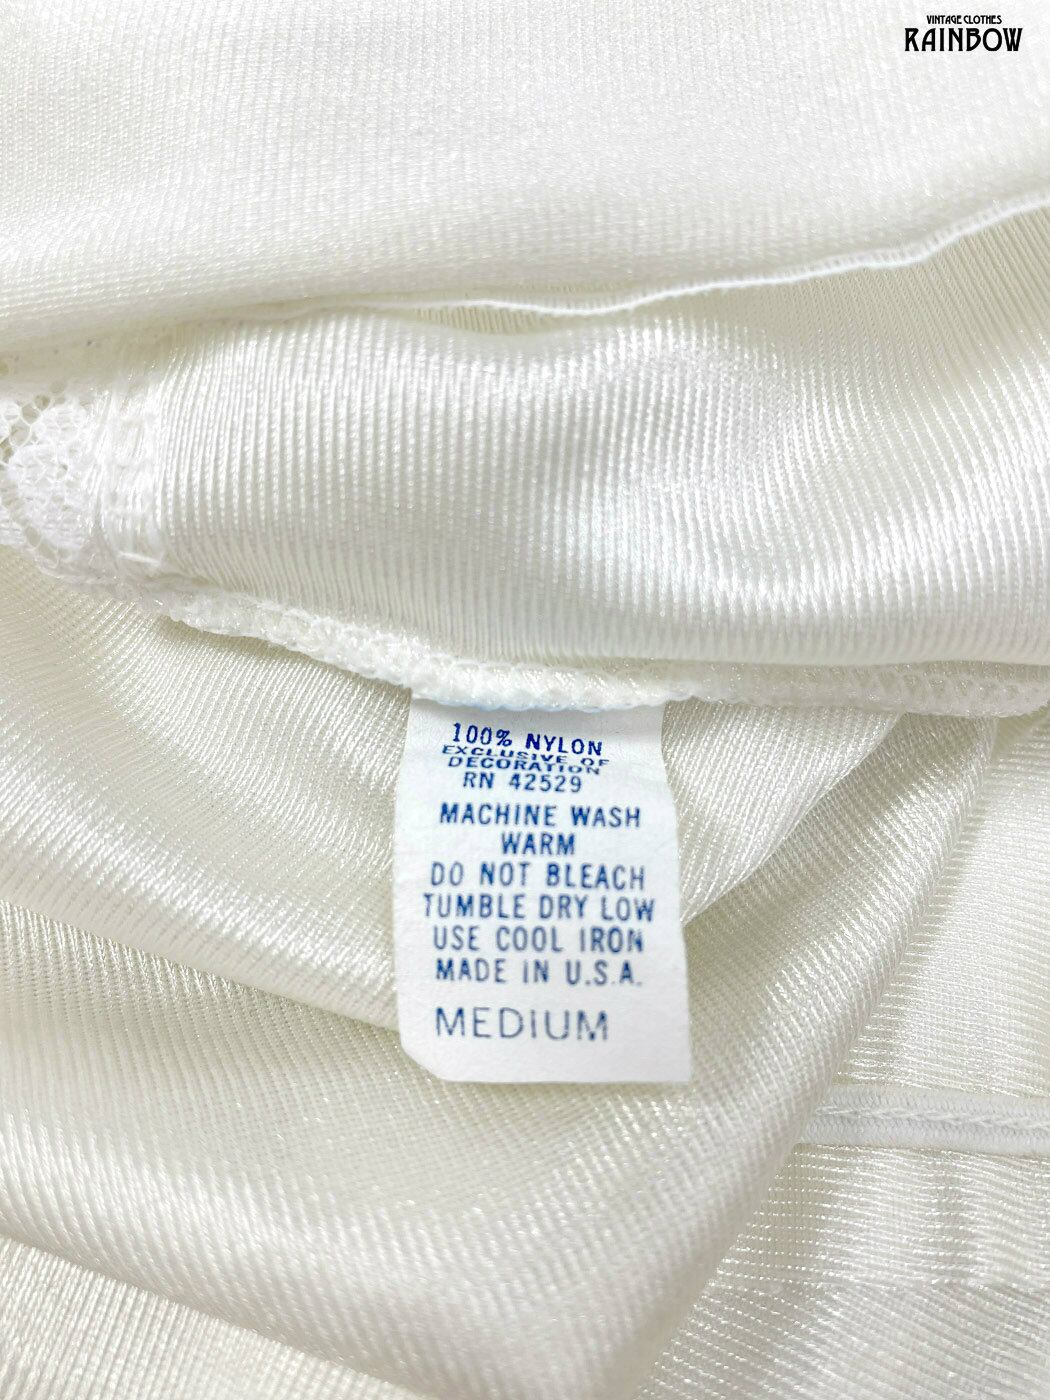 VINTAGE CLOTHES
RAINBOW
100% NYLON
EXCLUSIVE OF
DECORATION
RN 42529
MACHINE WASH
WARM
DO NOT BLEACH
TUMBLE DRY LOW
USE COOL IRON
MADE IN U.S.A.
MEDIUM